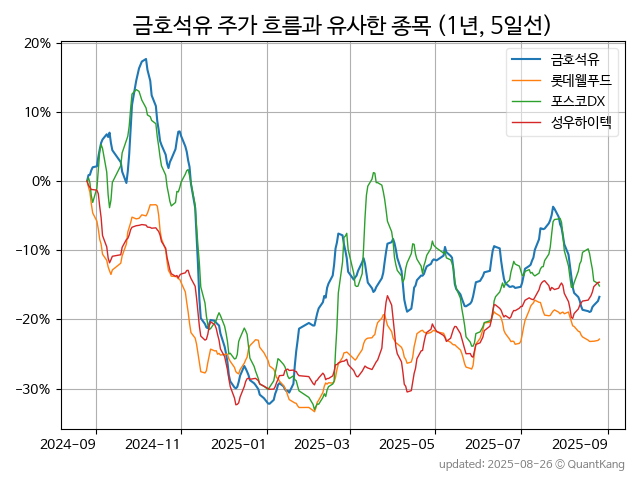 금호석유 주가 흐름과 유사한 종목 (1년, 5일선)
20%
10%
0%
−10%
−20%
−30%
금호석유
롯데웰푸드
포스코DX
성우하이텍
2024-09
2024-11
2025-01
2025-03
2025-05
2025-07
2025-09
updated: 2025-08-26 © QuantKang